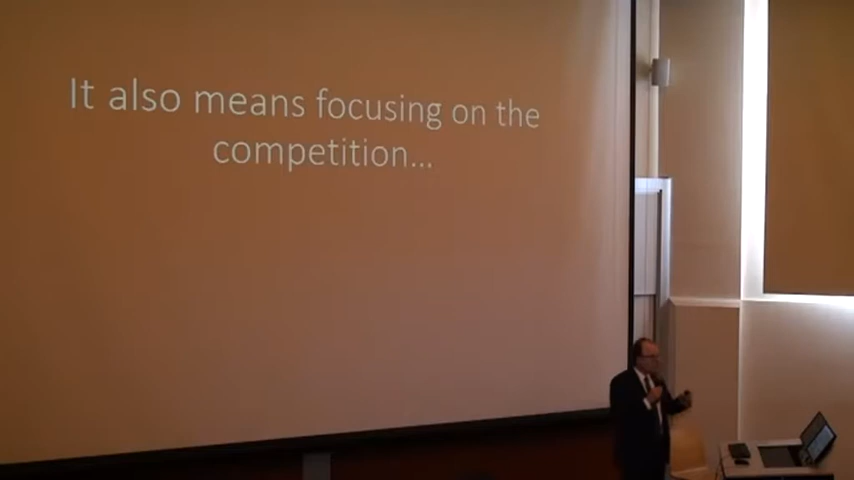 It also means focusing on the
competition...